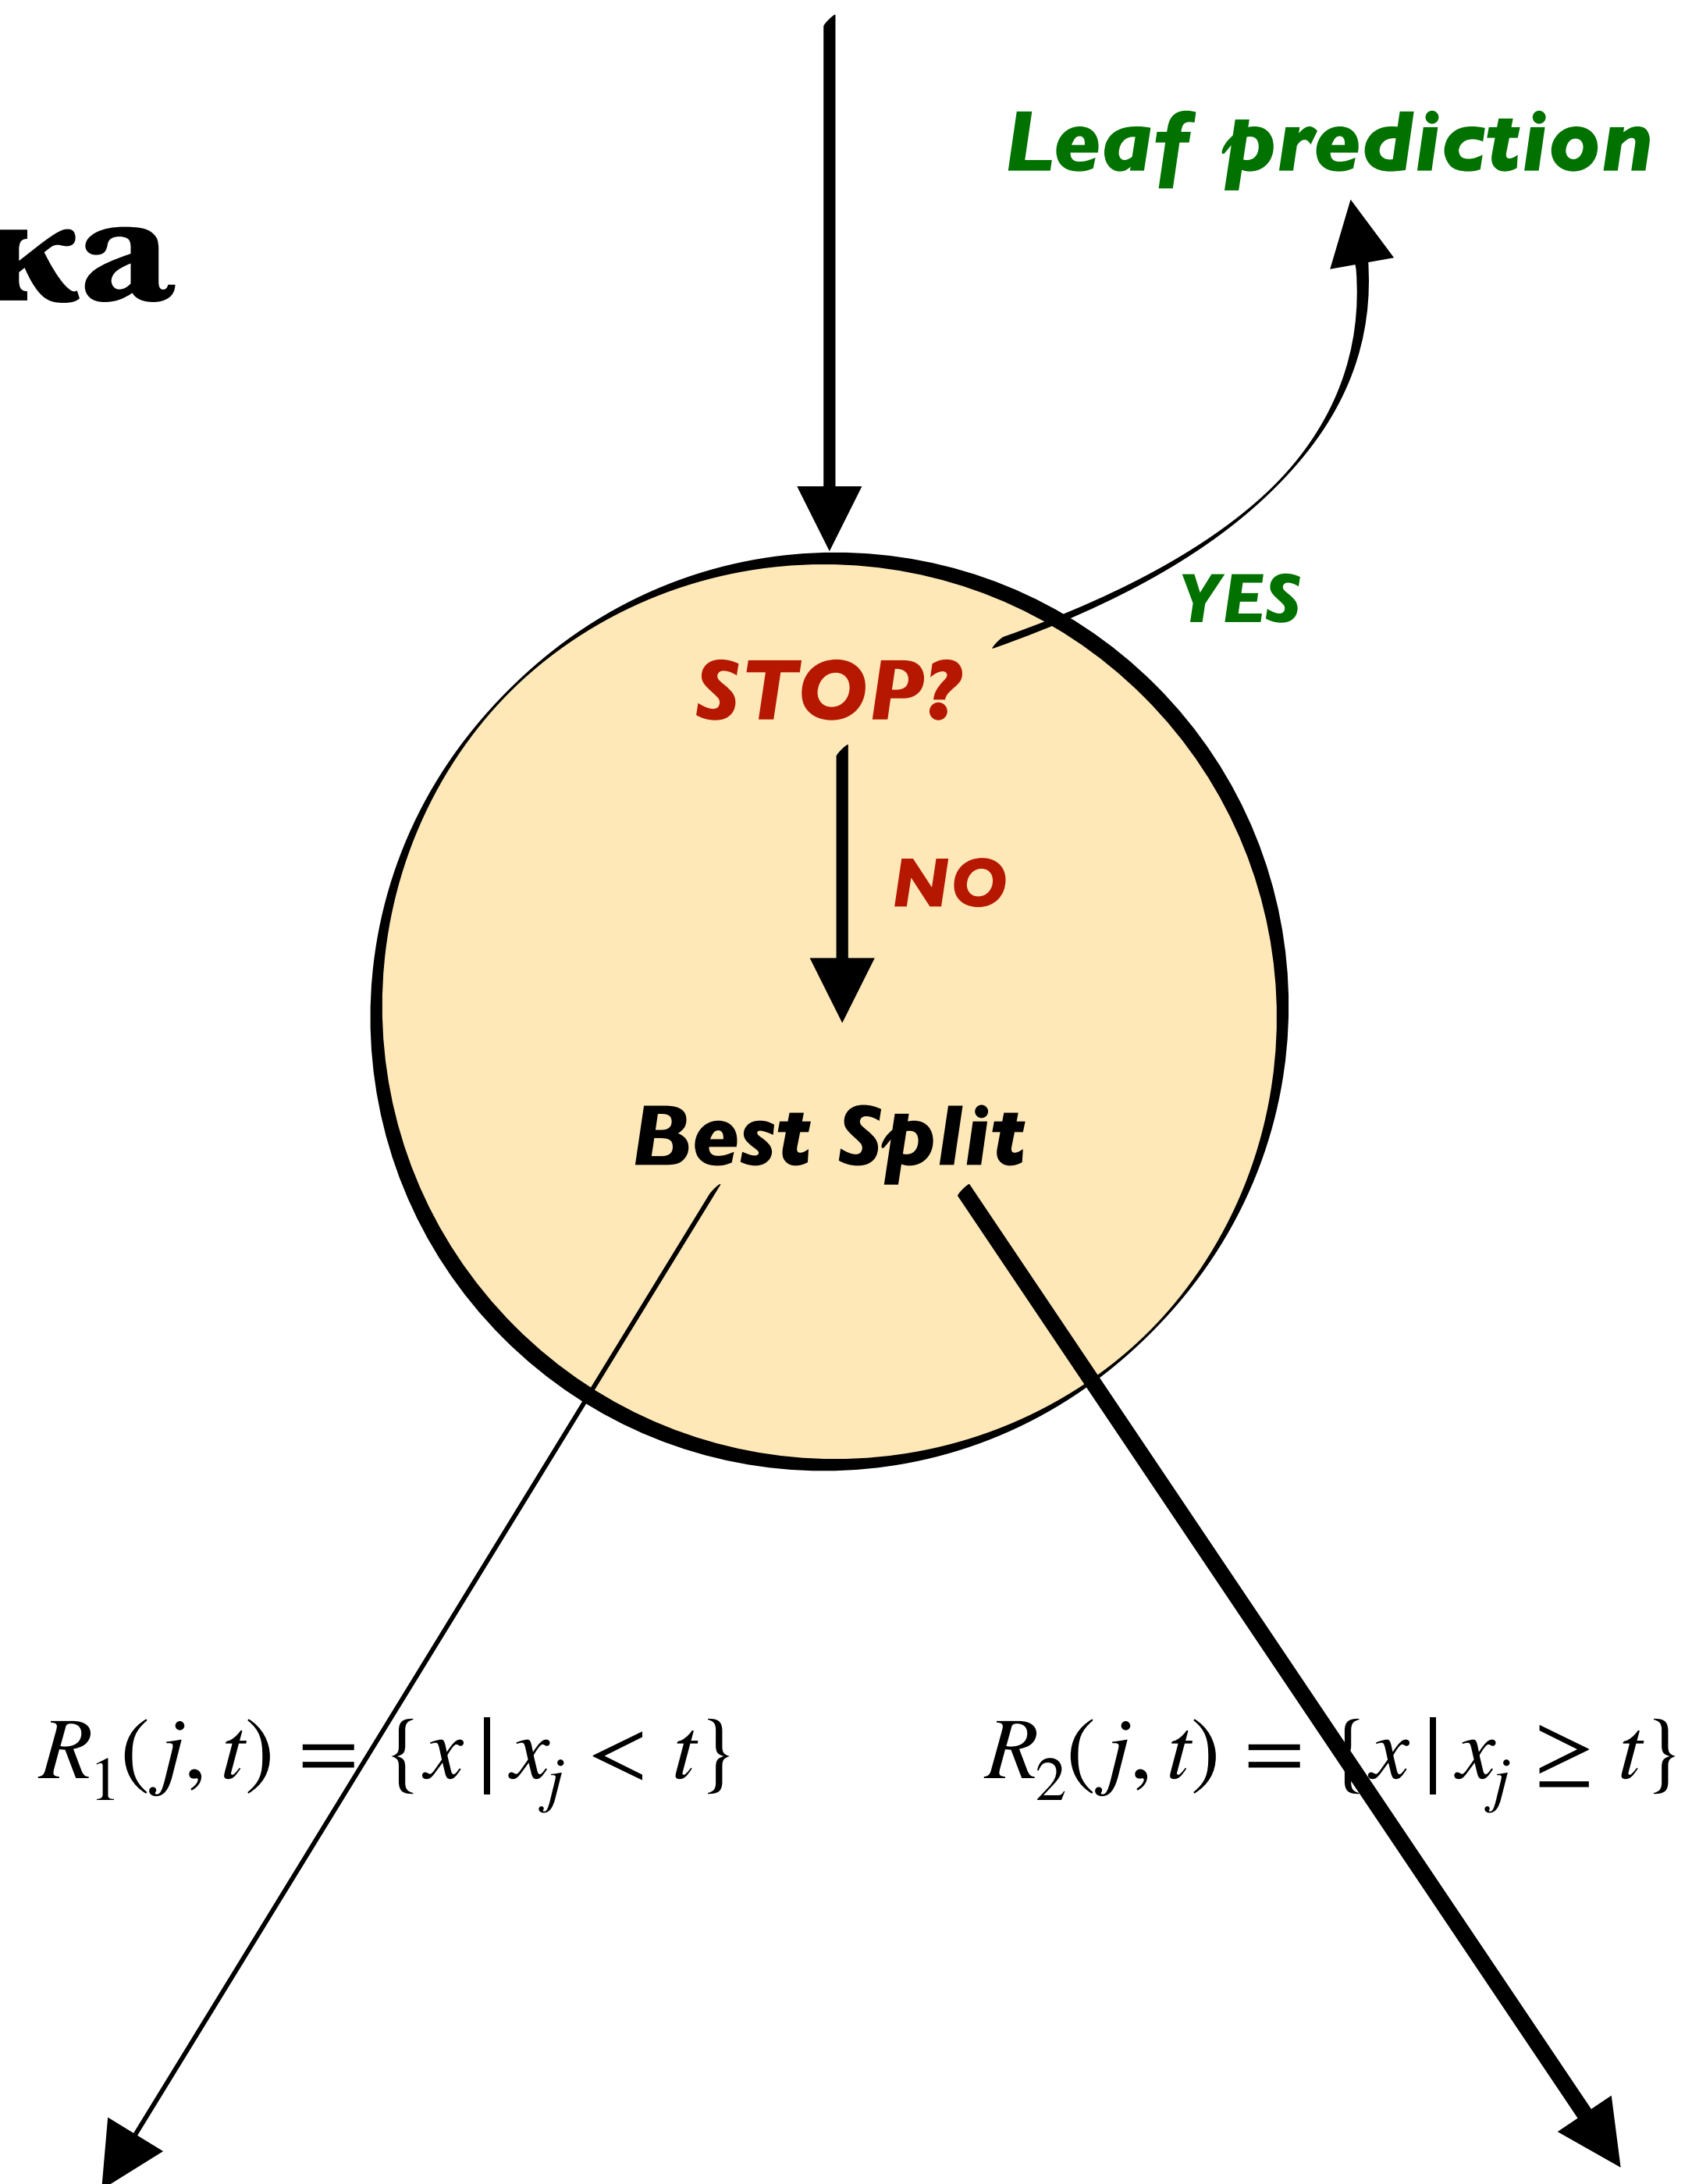 Leaf prediction
ка
YES
STOP?
NO
Best Split
R₁(j, t) = {x | xⱼ < t}
R₂(j, t) = {x | xⱼ ≥ t}